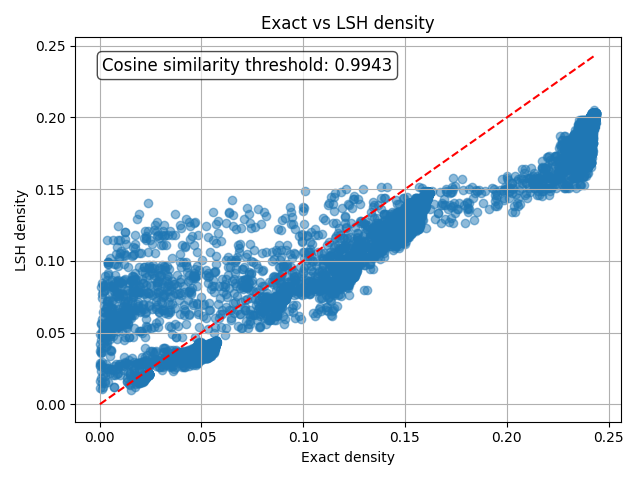 Exact vs LSH density
Cosine similarity threshold: 0.9943
LSH density
0.25
0.20
0.15
0.10
0.05
0.00
0.00 0.05 0.10 0.15 0.20 0.25
Exact density